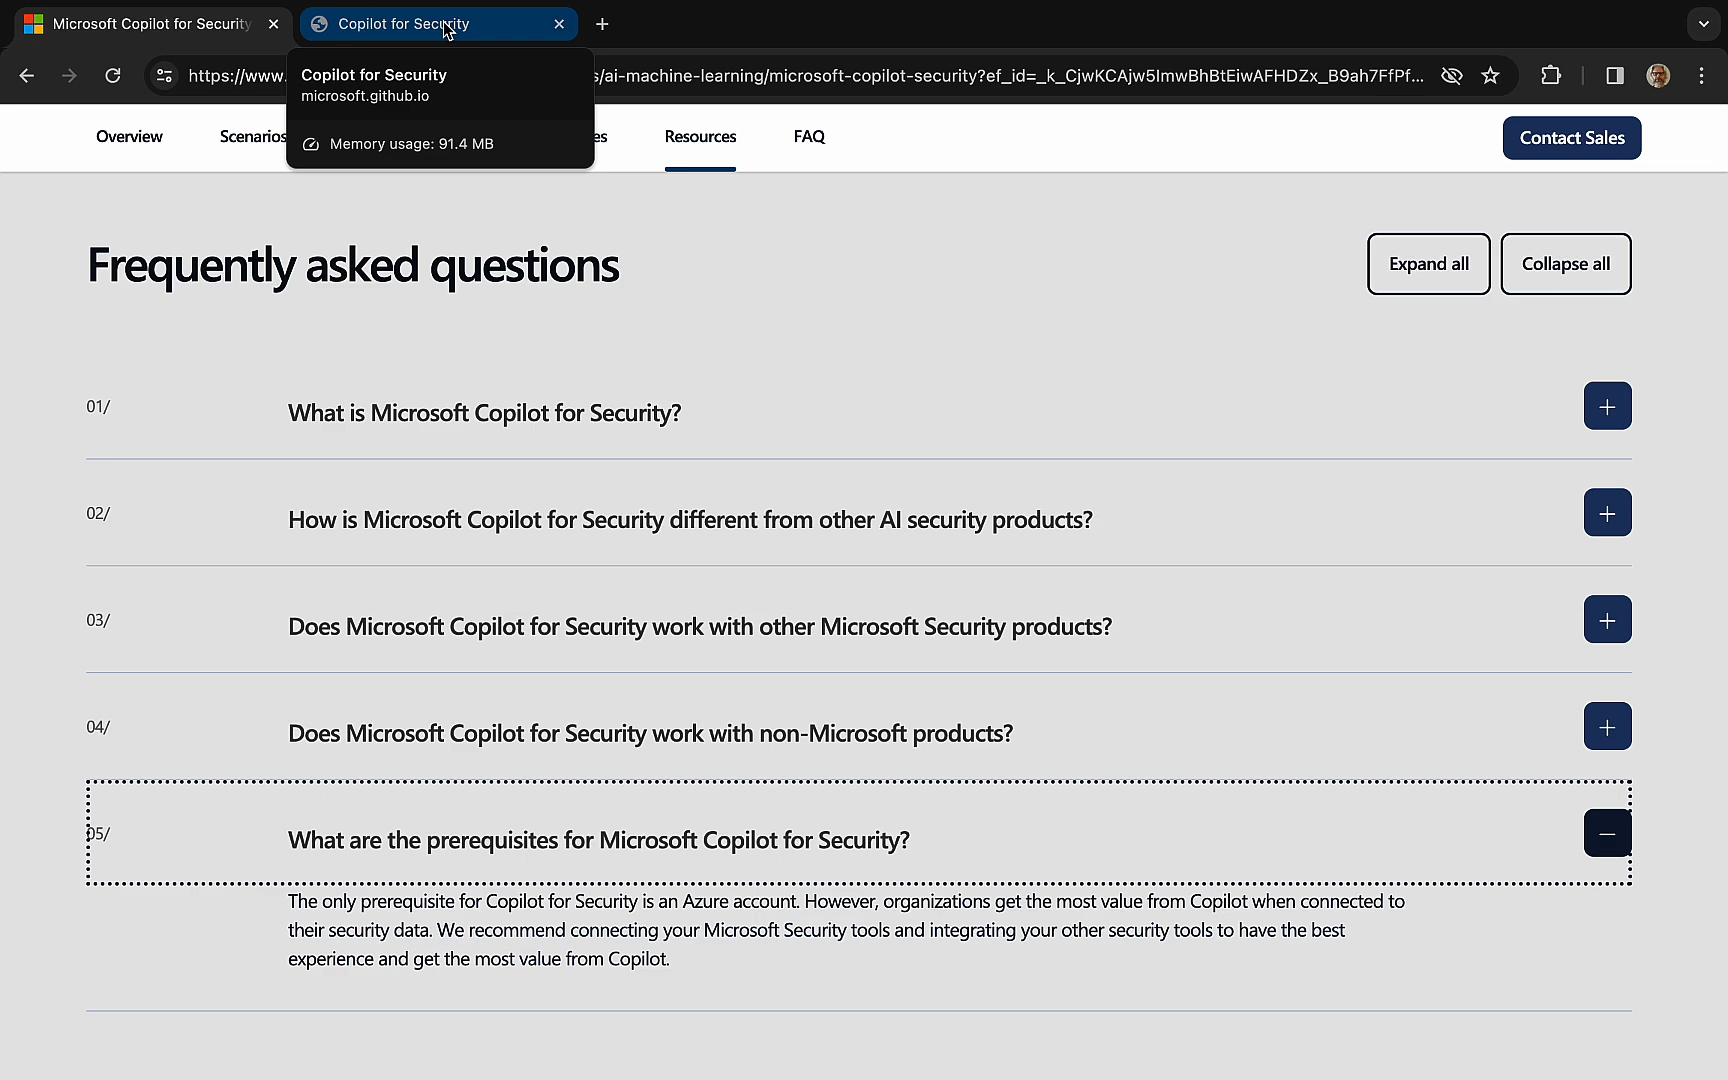 Microsoft Copilot for Security
Copilot for Security
https://www.
s/ai-machine-learning/microsoft-copilot-security?ef_id=_k_CjwKCAjw5ImwBhBtEiwAFHDZx_B9ah7FfPf...
Copilot for Security
microsoft.github.io
Memory usage: 91.4 MB
Overview
Scenarios
es
Resources
FAQ
Contact Sales
Frequently asked questions
Expand all
Collapse all
01/
What is Microsoft Copilot for Security?
02/
How is Microsoft Copilot for Security different from other AI security products?
03/
Does Microsoft Copilot for Security work with other Microsoft Security products?
04/
Does Microsoft Copilot for Security work with non-Microsoft products?
05/
What are the prerequisites for Microsoft Copilot for Security?
The only prerequisite for Copilot for Security is an Azure account. However, organizations get the most value from Copilot when connected to
their security data. We recommend connecting your Microsoft Security tools and integrating your other security tools to have the best
experience and get the most value from Copilot.